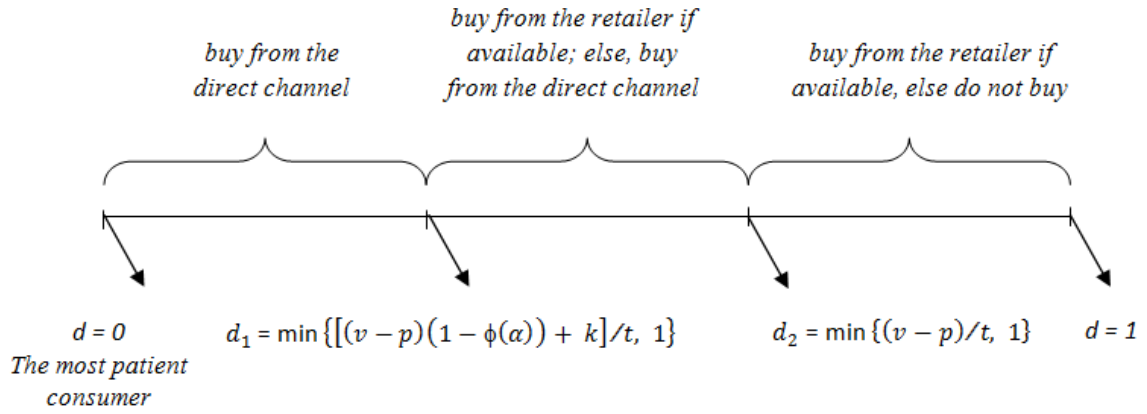 buy from the
direct channel
buy from the retailer if
available; else, buy
from the direct channel
buy from the retailer if
available, else do not buy
d = 0
The most patient
consumer
d₁ = min {[(v − p)(1 − ϕ(α)) + k]/t, 1}
d₂ = min {(v − p)/t, 1}
d = 1